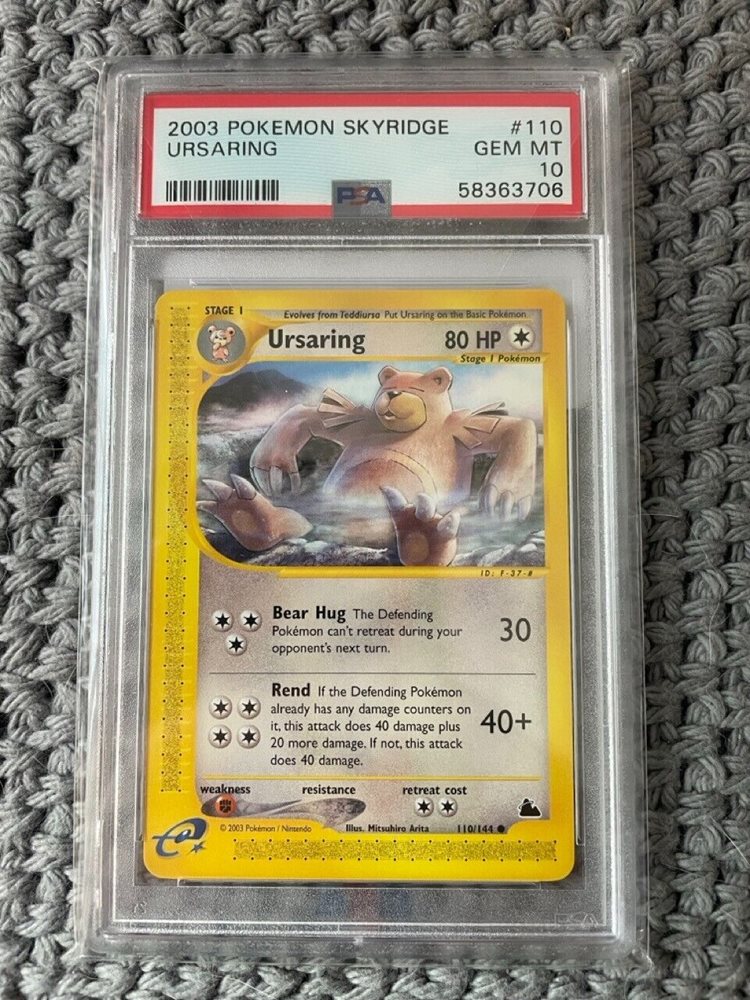 2003 POKEMON SKYRIDGE #110
URSARING GEM MT
10
PSA 58363706
STAGE 1 Evolves from Teddiursa Put Ursaring on the Basic Pokémon
Ursaring 80 HP
Stage 1 Pokémon
ID: F-37-#
Bear Hug The Defending
Pokémon can't retreat during your
opponent's next turn.
30
Rend If the Defending Pokémon
already has any damage counters on
it, this attack does 40 damage plus
20 more damage. If not, this attack
does 40 damage.
40+
weakness resistance retreat cost
© 2003 Pokémon / Nintendo Illus. Mitsuhiro Arita 110/144 ●
e